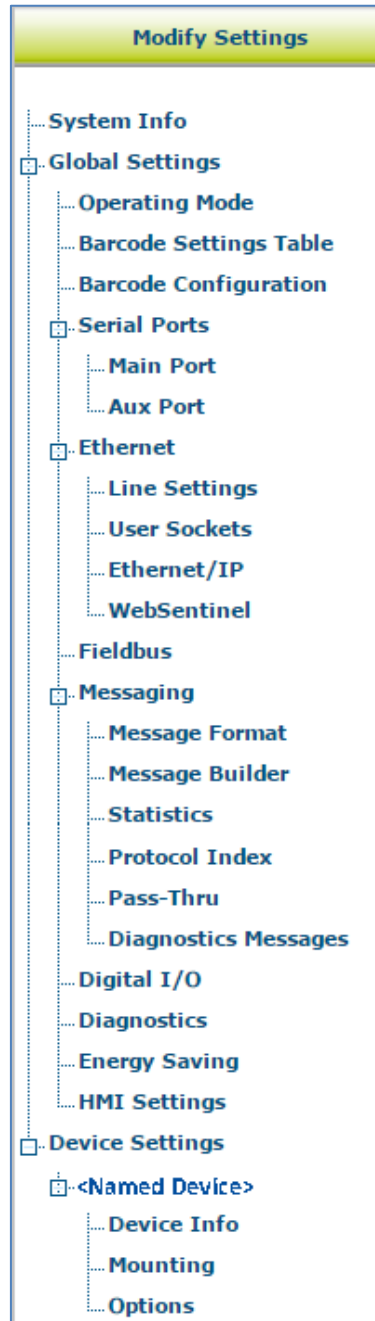 Modify Settings
System Info
Global Settings
Operating Mode
Barcode Settings Table
Barcode Configuration
Serial Ports
Main Port
Aux Port
Ethernet
Line Settings
User Sockets
Ethernet/IP
WebSentinel
Fieldbus
Messaging
Message Format
Message Builder
Statistics
Protocol Index
Pass-Thru
Diagnostics Messages
Digital I/O
Diagnostics
Energy Saving
HMI Settings
Device Settings
<Named Device>
Device Info
Mounting
Options